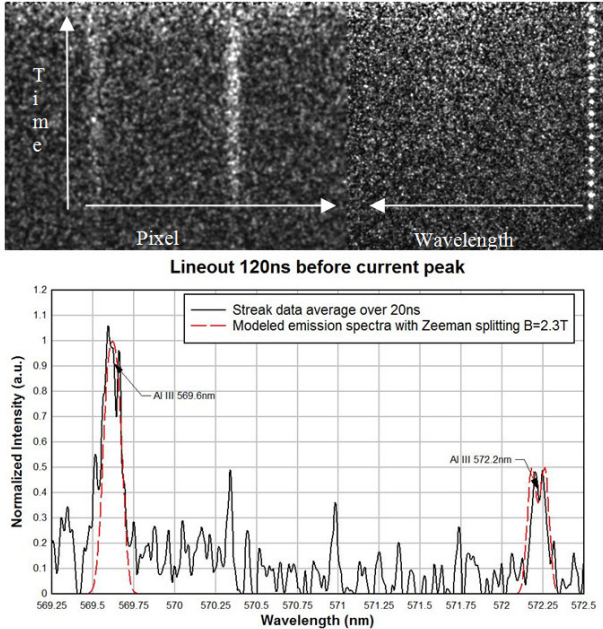 Time
Pixel
Wavelength
Lineout 120ns before current peak
Normalized Intensity (a.u.)
1.2
1.1
1
0.9
0.8
0.7
0.6
0.5
0.4
0.3
0.2
0.1
0
Streak data average over 20ns
Modeled emission spectra with Zeeman splitting B=2.3T
Al III 569.6nm
Al III 572.2nm
569.25 569.5 569.75 570 570.25 570.5 570.75 571 571.25 571.5 571.75 572 572.25 572.5
Wavelength (nm)